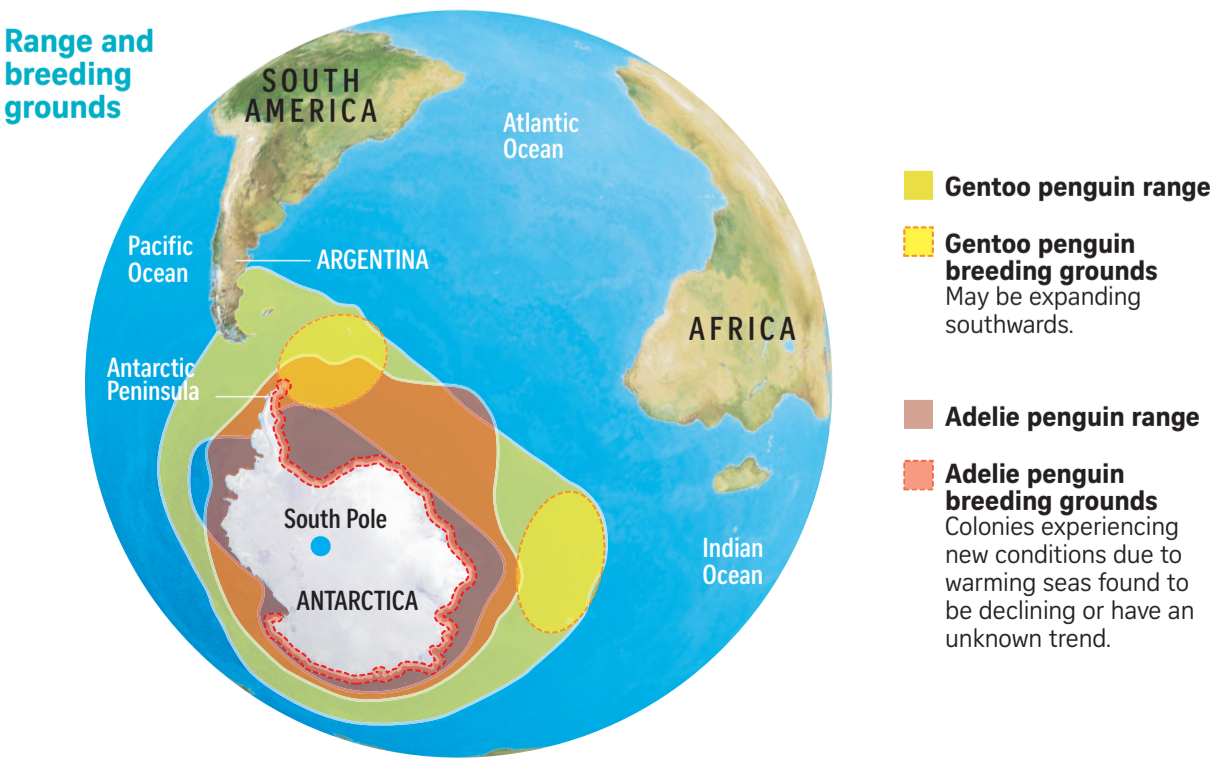 Range and
breeding
grounds
SOUTH
AMERICA
Atlantic
Ocean
Pacific
Ocean
ARGENTINA
AFRICA
Antarctic
Peninsula
South Pole
ANTARCTICA
Indian
Ocean
Gentoo penguin range
Gentoo penguin
breeding grounds
May be expanding
southwards.
Adelie penguin range
Adelie penguin
breeding grounds
Colonies experiencing
new conditions due to
warming seas found to
be declining or have an
unknown trend.